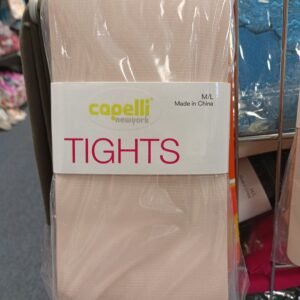 M/L
Made in China
capelli
newyork
TIGHTS